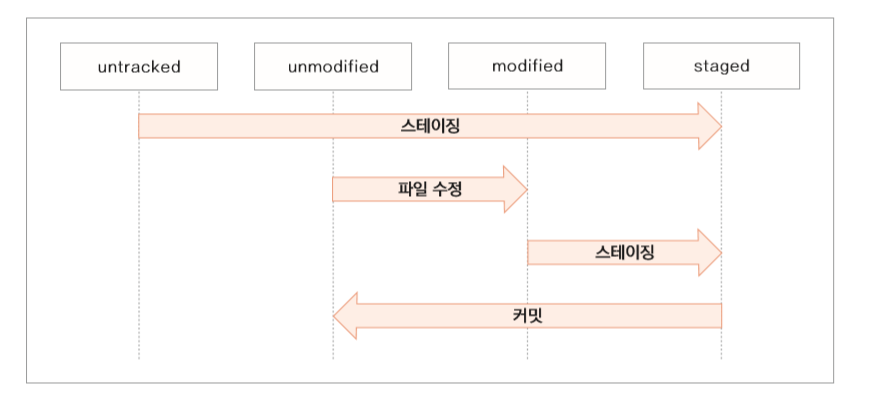 untracked
unmodified
modified
staged
스테이징
파일 수정
스테이징
커밋